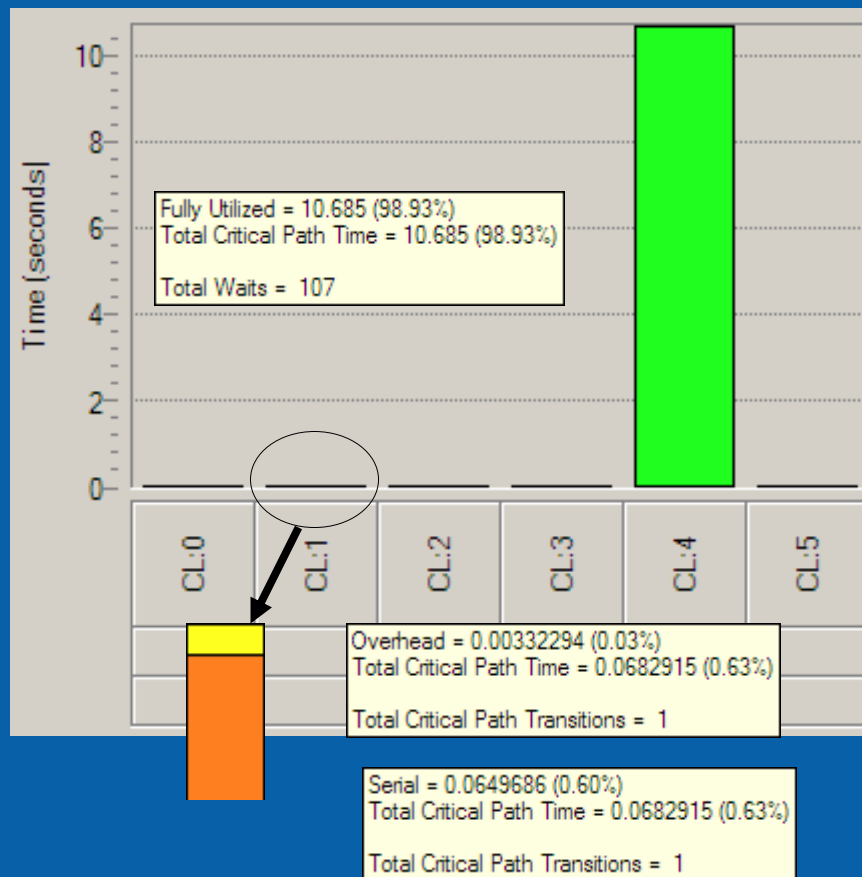 Time (seconds|
10
8
6
4
2
0
Fully Utilized = 10.685 (98.93%)
Total Critical Path Time = 10.685 (98.93%)
Total Waits = 107
CL:0
CL:1
CL:2
CL:3
CL:4
CL:5
Overhead = 0.00332294 (0.03%)
Total Critical Path Time = 0.0682915 (0.63%)
Total Critical Path Transitions = 1
Serial = 0.0649686 (0.60%)
Total Critical Path Time = 0.0682915 (0.63%)
Total Critical Path Transitions = 1